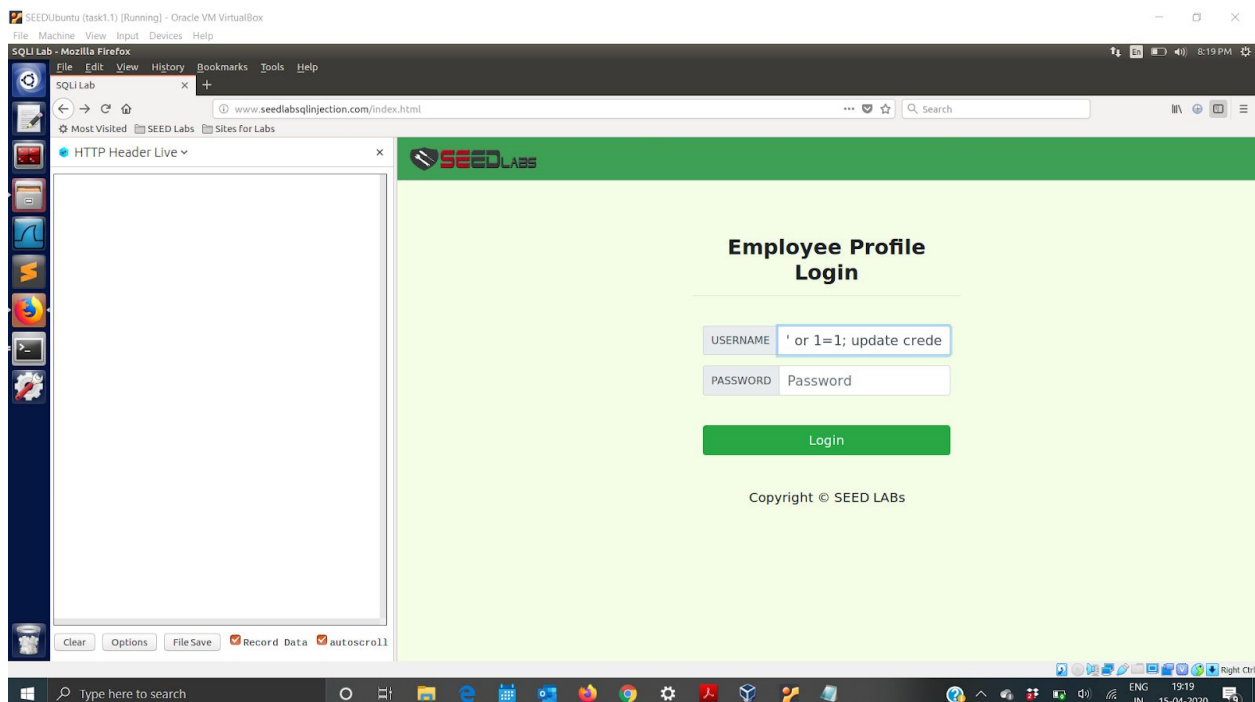 SEEDUbuntu (task1.1) [Running] - Oracle VM VirtualBox
File Machine View Input Devices Help
SQLi Lab - Mozilla Firefox
En 8:19 PM
File Edit View History Bookmarks Tools Help
SQLi Lab × +
www.seedlabsqlinjection.com/index.html
Search
Most Visited SEED Labs Sites for Labs
HTTP Header Live ×
SEEDLABS
Employee Profile
Login
USERNAME ' or 1=1; update crede
PASSWORD Password
Login
Copyright © SEED LABs
Clear Options File Save Record Data autoscroll
Right Ctrl
Type here to search
ENG 19:19
IN 15-04-2020